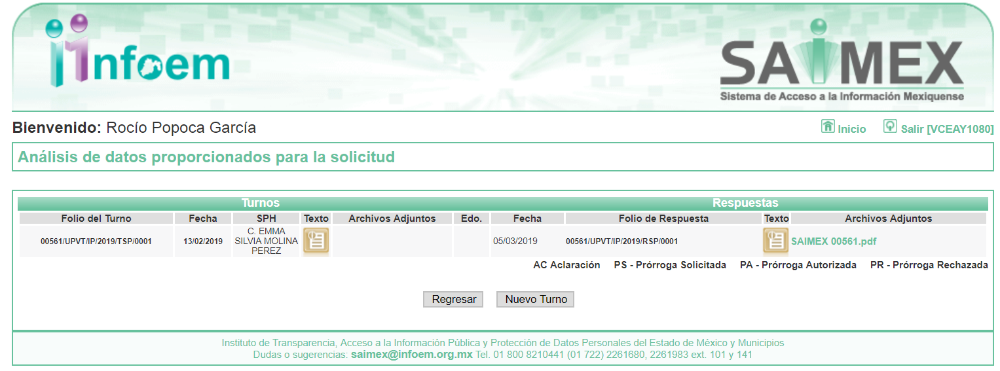 infoem
SAIMEX
Sistema de Acceso a la Información Mexiquense
Bienvenido: Rocío Popoca García
Inicio Salir [VCEAY1080]
Análisis de datos proporcionados para la solicitud
Turnos Respuestas
Folio del Turno Fecha SPH Texto Archivos Adjuntos Edo. Fecha Folio de Respuesta Texto Archivos Adjuntos
00561/UPVT/IP/2019/TSP/0001 13/02/2019 C. EMMA
SILVIA MOLINA
PEREZ
05/03/2019 00561/UPVT/IP/2019/RSP/0001 SAIMEX 00561.pdf
AC Aclaración PS - Prórroga Solicitada PA - Prórroga Autorizada PR - Prórroga Rechazada
Regresar Nuevo Turno
Instituto de Transparencia, Acceso a la Información Pública y Protección de Datos Personales del Estado de México y Municipios
Dudas o sugerencias: saimex@infoem.org.mx Tel. 01 800 8210441 (01 722) 2261680, 2261983 ext. 101 y 141